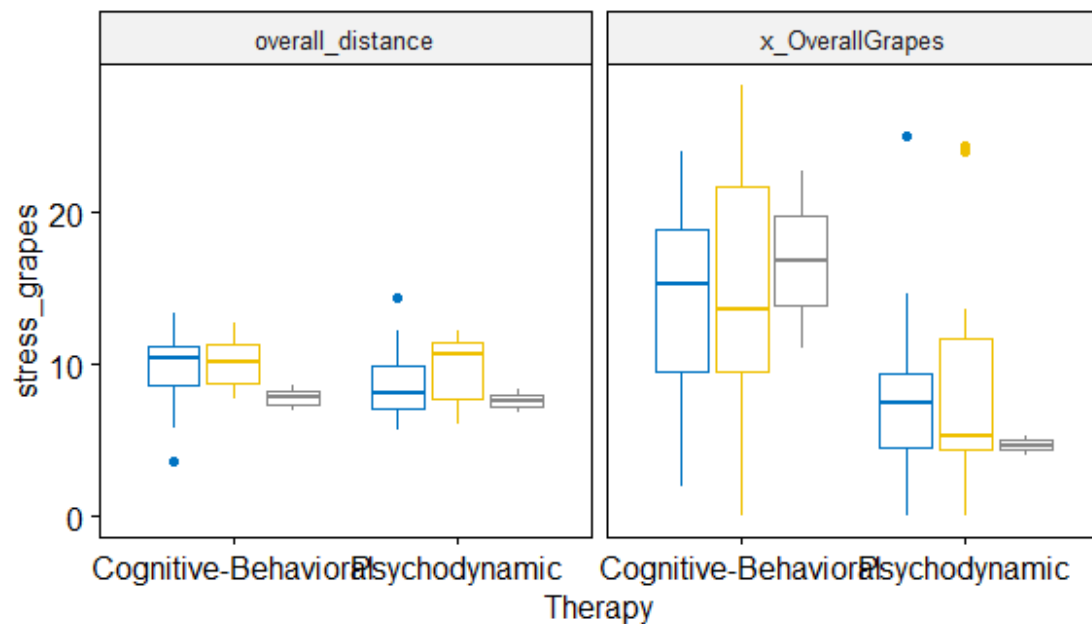 overall_distance
x_OverallGrapes
stress_grapes
20
10
0
Cognitive-Behavioral
Psychodynamic
Cognitive-Behavioral
Psychodynamic
Therapy